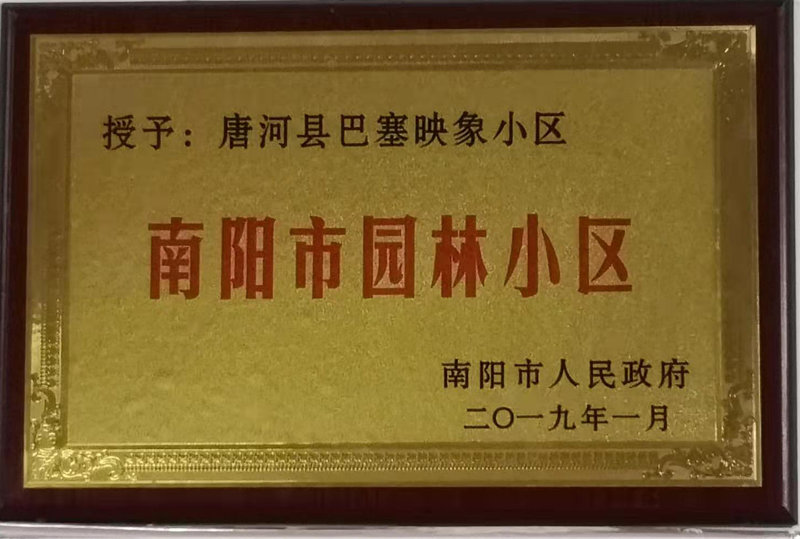 授予：唐河县巴塞映象小区
南阳市园林小区
南阳市人民政府
二〇一九年一月